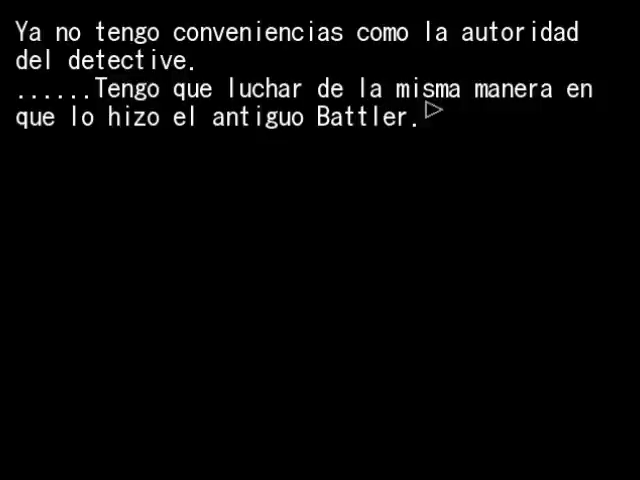 Ya no tengo conveniencias como la autoridad
del detective.
......Tengo que luchar de la misma manera en
que lo hizo el antiguo Battler.